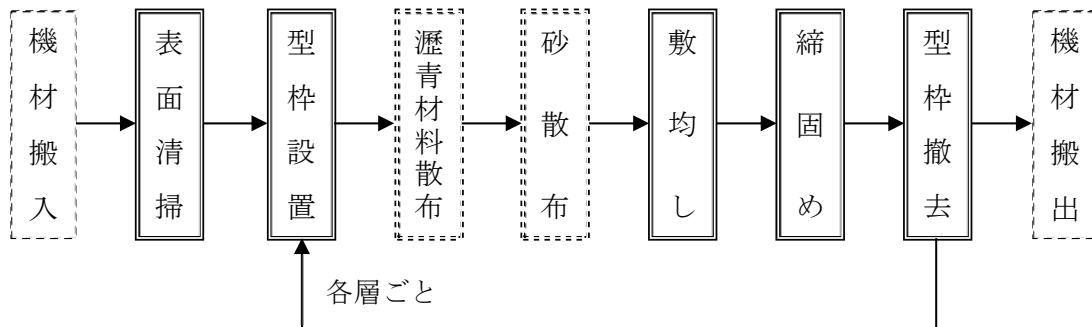 機材搬入
表面清掃
型枠設置
瀝青材料散布
砂散布
敷均し
締固め
型枠撤去
機材搬出
各層ごと